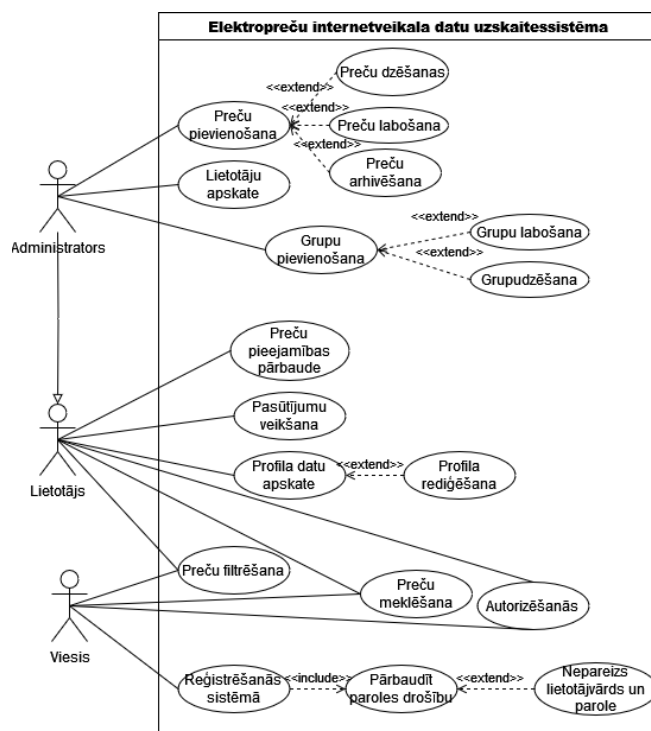 Elektropreču internetveikala datu uzskaitessistēma
Preču dzēšanas
<<extend>>
Preču
pievienošana
<<extend>>
Preču labošana
<<extend>>
Preču
arhivēšana
Lietotāju
apskate
Administrators
<<extend>>
Grupu labošana
Grupu
pievienošana
<<extend>>
Grupudzēšana
Preču
pieejamības
pārbaude
Pasūtījumu
veikšana
Lietotājs
Profila datu
apskate
<<extend>>
Profila
rediģēšana
Preču filtrēšana
Preču
meklēšana
Autorizēšanās
Viesis
Reģistrēšanās
sistēmā
<<include>>
Pārbaudīt
paroles drošību
<<extend>>
Nepareizs
lietotājvārds un
parole